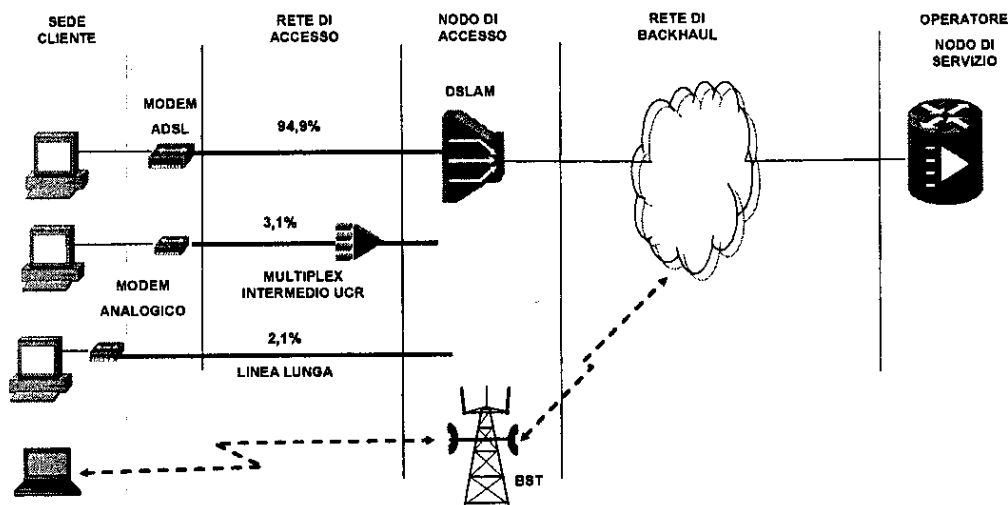 SEDE
CLIENTE
RETE DI
ACCESSO
NODO DI
ACCESSO
RETE DI
BACKHAUL
OPERATORE
NODO DI
SERVIZIO
MODEM
ADSL
94,9%
DSLAM
3,1%
MULTIPLEX
INTERMEDIO UCR
MODEM
ANALOGICO
2,1%
LINEA LUNGA
BST